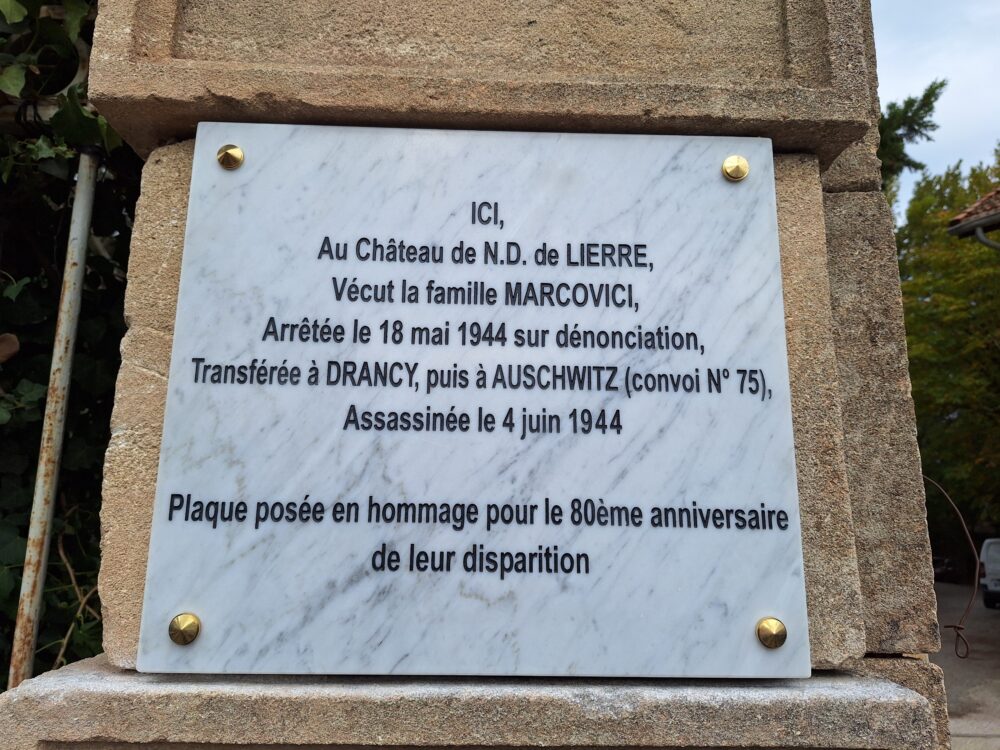 ICI,
Au Château de N.D. de LIERRE,
Vécut la famille MARCOVICI,
Arrêtée le 18 mai 1944 sur dénonciation,
Transférée à DRANCY, puis à AUSCHWITZ (convoi N° 75),
Assassinée le 4 juin 1944
Plaque posée en hommage pour le 80ème anniversaire
de leur disparition